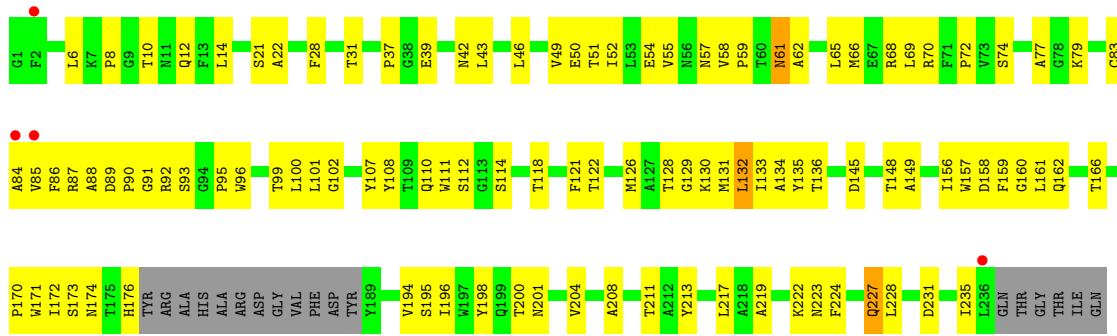 G1 F2 L6 K7 P8 G9 T10 N11 Q12 F13 L14 S21 A22 F28 T31 P37 G38 E39 N42 L43 L46 V49 E50 T51 I52 L53 E54 V55 N56 N57 V58 P59 T60 N61 A62 L65 M66 E67 R68 L69 R70 F71 P72 V73 S74 A77 G78 K79 C83
A84 V85 F86 R87 A88 D89 P90 G91 R92 S93 G94 P95 W96 T99 L100 L101 G102 Y107 Y108 T109 Q110 W111 S112 G113 S114 T118 F121 T122 M126 A127 T128 G129 K130 M131 L132 I133 A134 Y135 T136 D145 T148 A149 I156 W157 D158 F159 G160 L161 Q162 T166
P170 W171 I172 S173 N174 T175 H176 TYR ARG ALA HIS ALA ARG ASP GLY VAL PHE ASP TYR Y189 V194 S195 I196 W197 Y198 Q199 T200 N201 V204 A208 T211 A212 Y213 L217 A218 A219 K222 N223 F224 Q227 L228 D231 I235 L236 GLN THR GLY THR THR ILE GLN